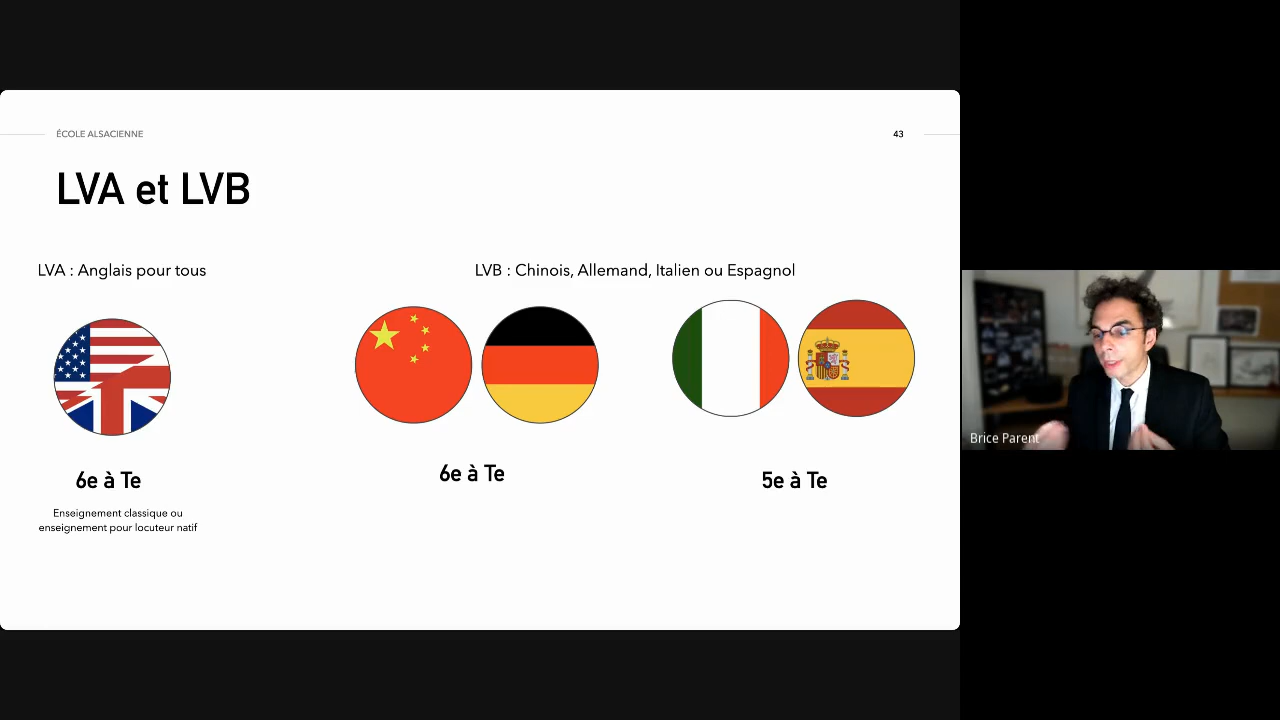 ÉCOLE ALSACIENNE
43
LVA et LVB
LVA : Anglais pour tous
LVB : Chinois, Allemand, Italien ou Espagnol
6e à Te
6e à Te
5e à Te
Enseignement classique ou
enseignement pour locuteur natif
Brice Parent